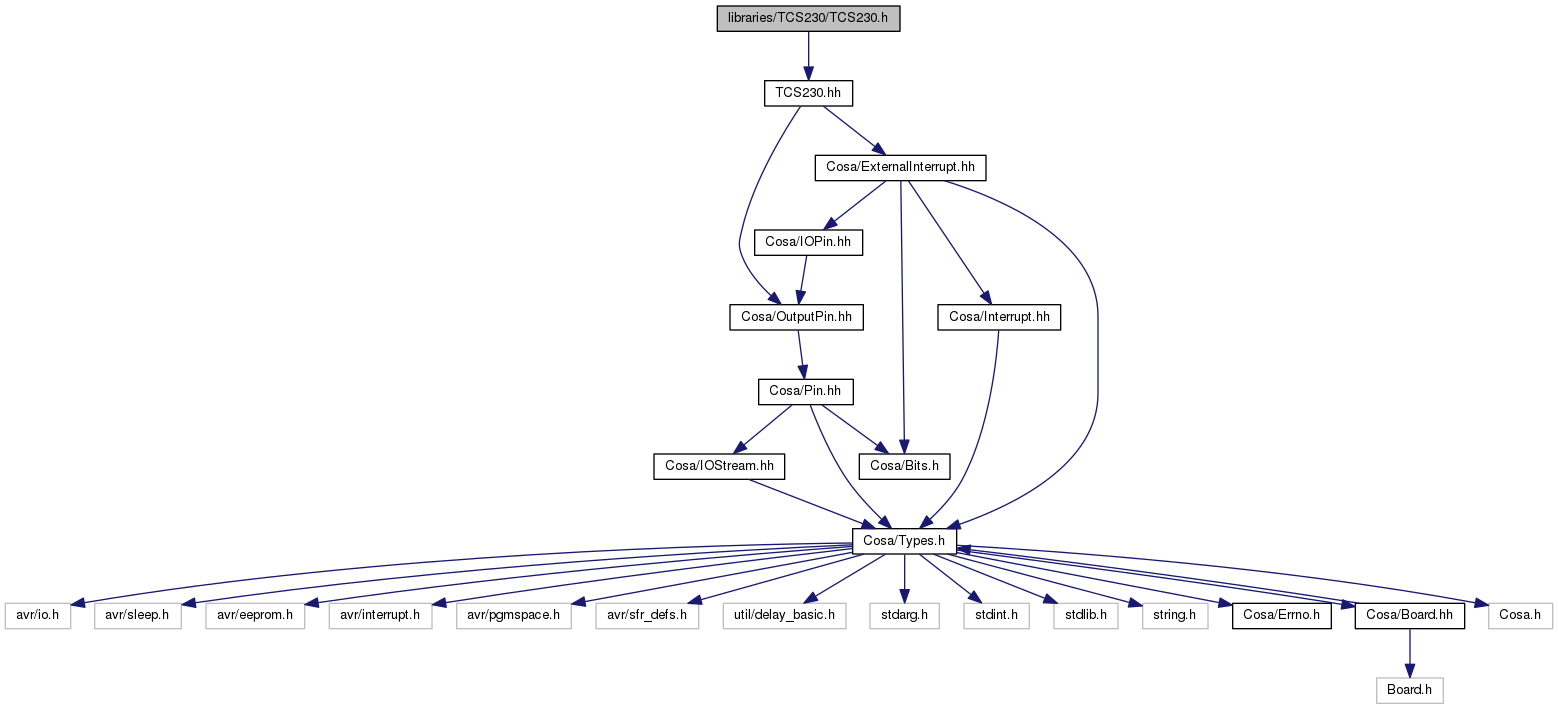 libraries/TCS230/TCS230.h
TCS230.hh
Cosa/ExternalInterrupt.hh
Cosa/IOPin.hh
Cosa/OutputPin.hh
Cosa/Interrupt.hh
Cosa/Pin.hh
Cosa/IOStream.hh
Cosa/Bits.h
Cosa/Types.h
avr/io.h
avr/sleep.h
avr/eeprom.h
avr/interrupt.h
avr/pgmspace.h
avr/sfr_defs.h
util/delay_basic.h
stdarg.h
stdint.h
stdlib.h
string.h
Cosa/Errno.h
Cosa/Board.hh
Cosa.h
Board.h